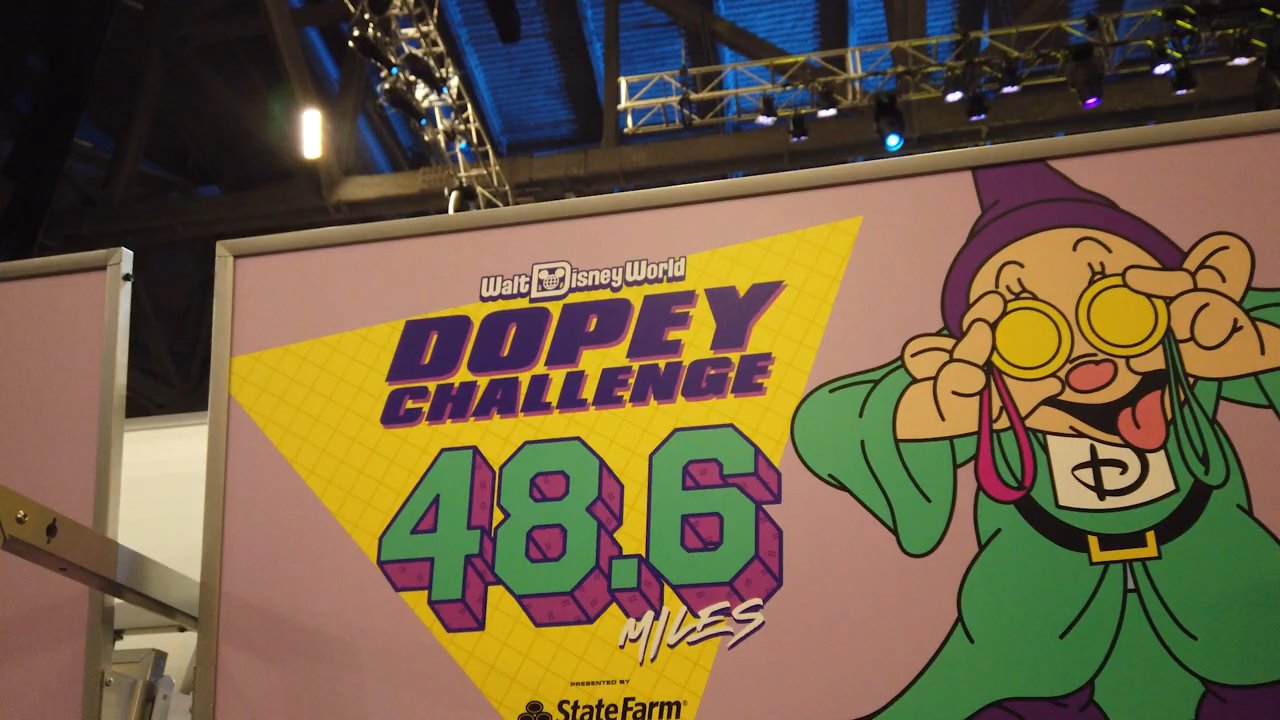 Walt Disney World
DOPEY
CHALLENGE
48.6
MILES
PRESENTED BY
State Farm®
D